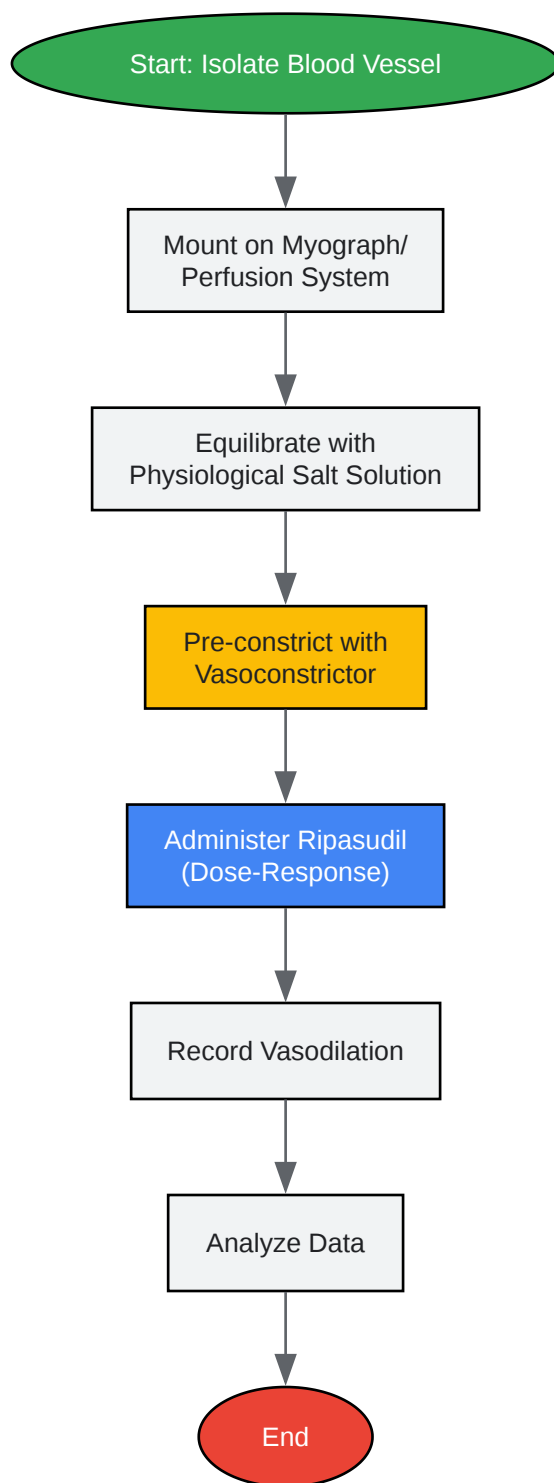 Start: Isolate Blood Vessel
Mount on Myograph/
Perfusion System
Equilibrate with
Physiological Salt Solution
Pre-constrict with
Vasoconstrictor
Administer Ripasudil
(Dose-Response)
Record Vasodilation
Analyze Data
End